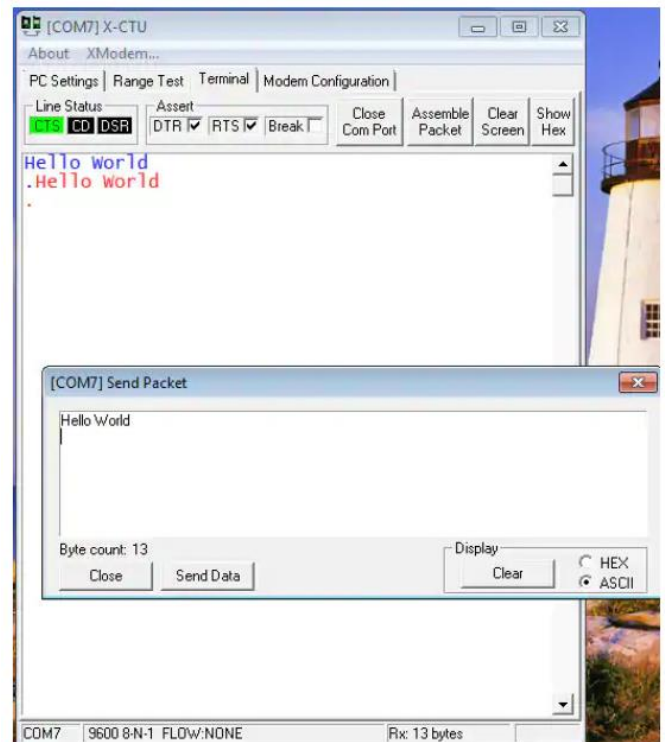 [COM7] X-CTU
About XModem...
PC Settings Range Test Terminal Modem Configuration
Line Status Assert
CTS CD DSR DTR RTS Break Close Com Port Assemble Packet Clear Screen Show Hex
Hello World
.Hello World
.
[COM7] Send Packet
Hello World
Byte count: 13
Display
Close Send Data Clear HEX
ASCII
COM7 9600 8-N-1 FLOW:NONE Rx: 13 bytes